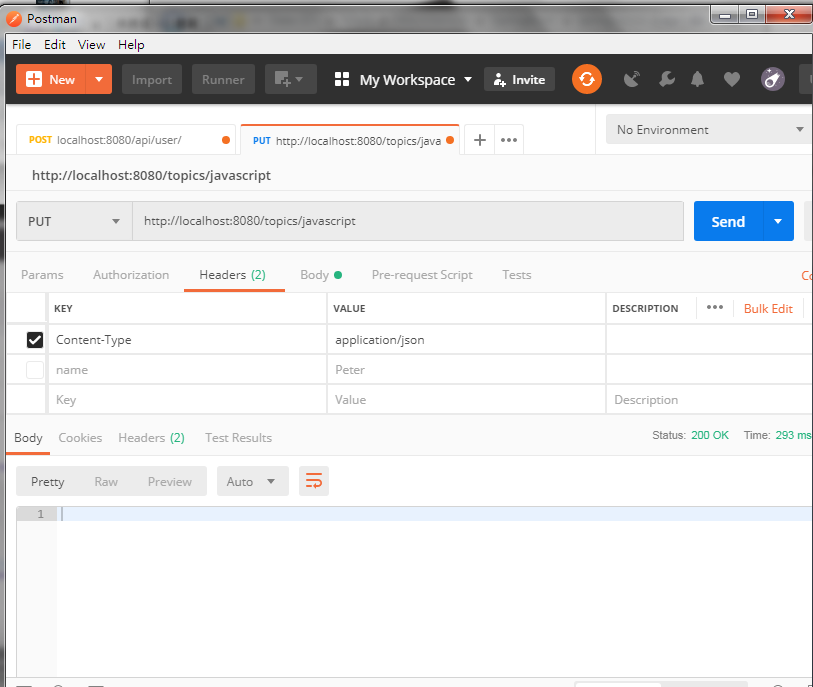 Postman
File Edit View Help
New Import Runner My Workspace Invite
POST localhost:8080/api/user/ PUT http://localhost:8080/topics/java No Environment
http://localhost:8080/topics/javascript
PUT http://localhost:8080/topics/javascript Send
Params Authorization Headers (2) Body Pre-request Script Tests
KEY VALUE DESCRIPTION Bulk Edit
Content-Type application/json
name Peter
Key Value Description
Body Cookies Headers (2) Test Results Status: 200 OK Time: 293 ms
Pretty Raw Preview Auto
1